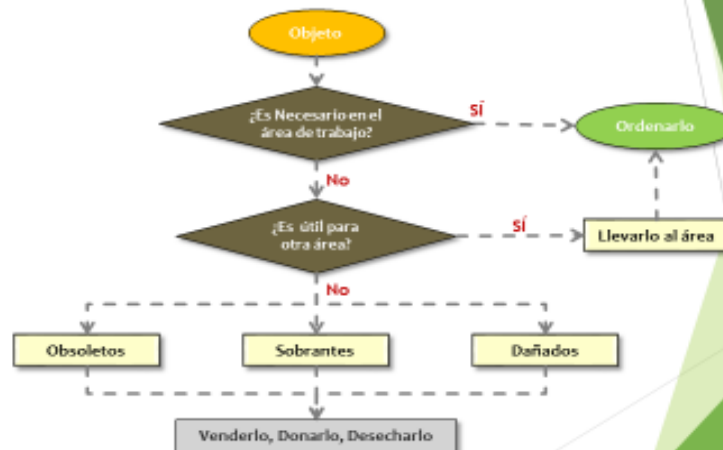 Objeto
¿Es Necesario en el
área de trabajo?
SÍ
Ordenarlo
No
¿Es útil para
otra área?
SÍ
Llevarlo al área
No
Obsoletos
Sobrantes
Dañados
Venderlo, Donarlo, Desecharlo